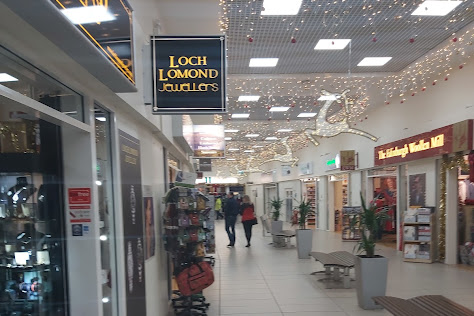 LOCH
LOMOND
Jewellers
The Edinburgh Woollen Mill